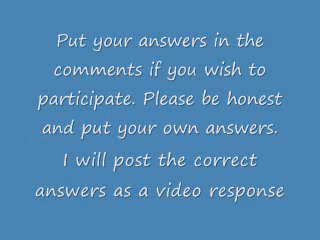 Put your answers in the
comments if you wish to
participate. Please be honest
and put your own answers.
I will post the correct
answers as a video response